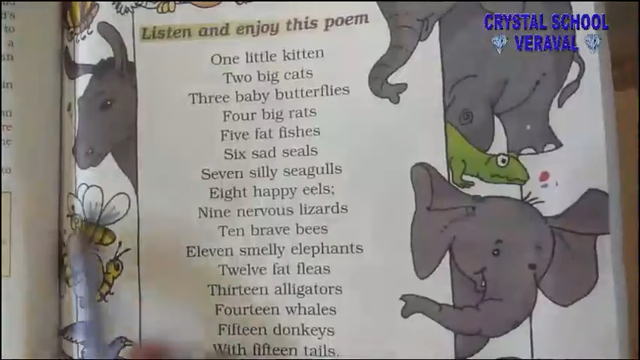 CRYSTAL SCHOOL
VERAVAL
Listen and enjoy this poem
One little kitten
Two big cats
Three baby butterflies
Four big rats
Five fat fishes
Six sad seals
Seven silly seagulls
Eight happy eels;
Nine nervous lizards
Ten brave bees
Eleven smelly elephants
Twelve fat fleas
Thirteen alligators
Fourteen whales
Fifteen donkeys
With fifteen tails.